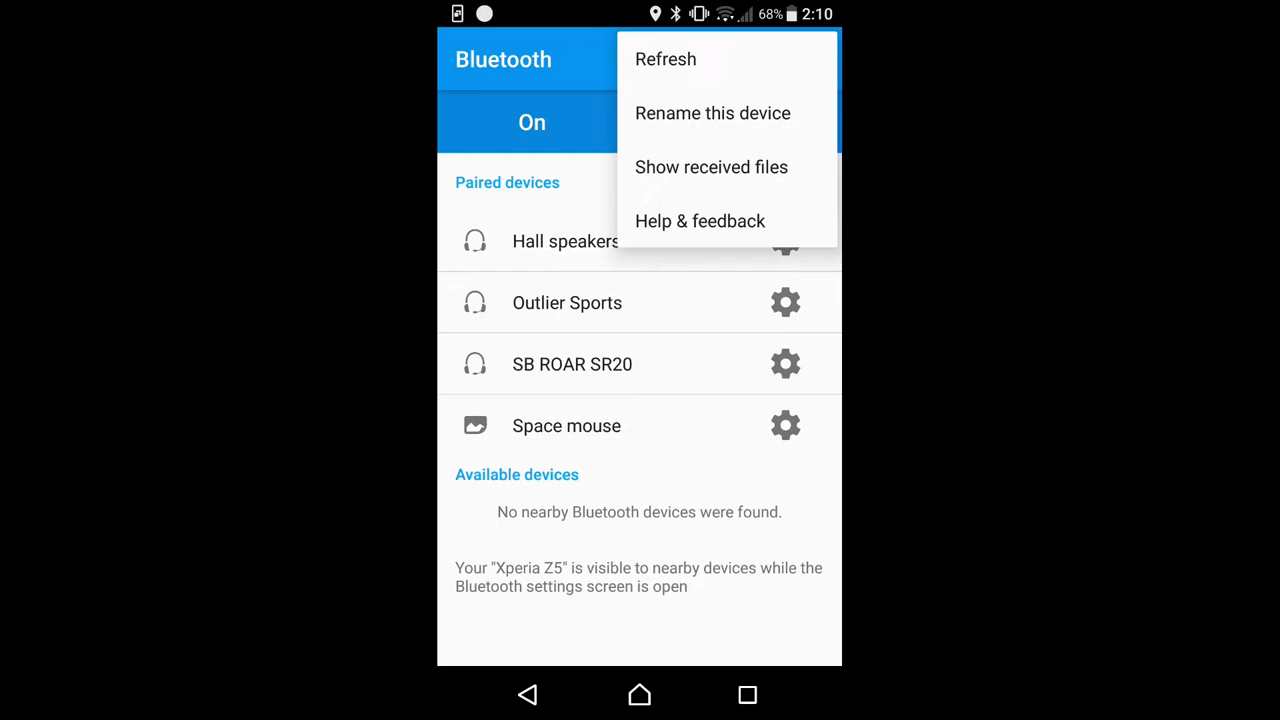 68% 2:10
Bluetooth
Refresh
Rename this device
On
Show received files
Paired devices
Help & feedback
Hall speakers
Outlier Sports
SB ROAR SR20
Space mouse
Available devices
No nearby Bluetooth devices were found.
Your "Xperia Z5" is visible to nearby devices while the
Bluetooth settings screen is open